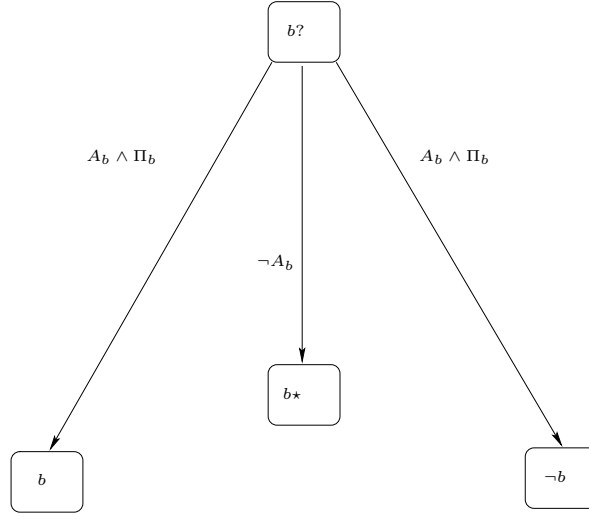 b?
A_b ∧ Π_b
A_b ∧ Π_b
¬A_b
b⋆
b
¬b